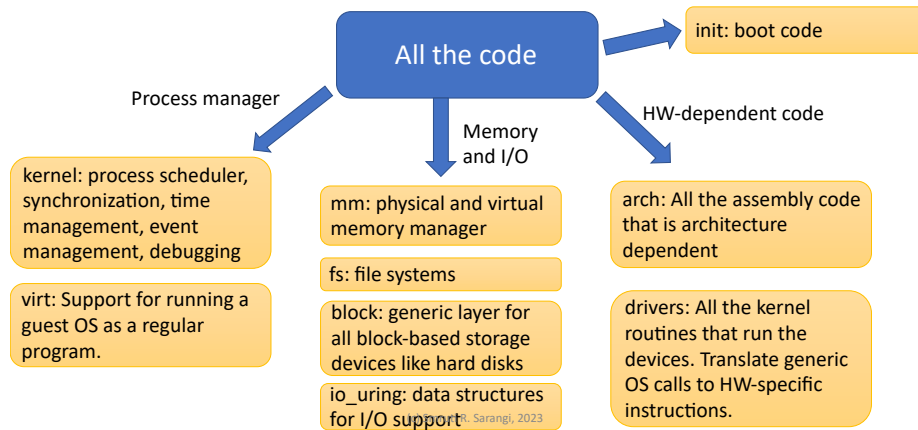 All the code
init: boot code
Process manager
Memory
and I/O
HW-dependent code
kernel: process scheduler,
synchronization, time
management, event
management, debugging
virt: Support for running a
guest OS as a regular
program.
mm: physical and virtual
memory manager
fs: file systems
block: generic layer for
all block-based storage
devices like hard disks
io_uring: data structures
for I/O support
R. Sarangi, 2023
arch: All the assembly code
that is architecture
dependent
drivers: All the kernel
routines that run the
devices. Translate generic
OS calls to HW-specific
instructions.